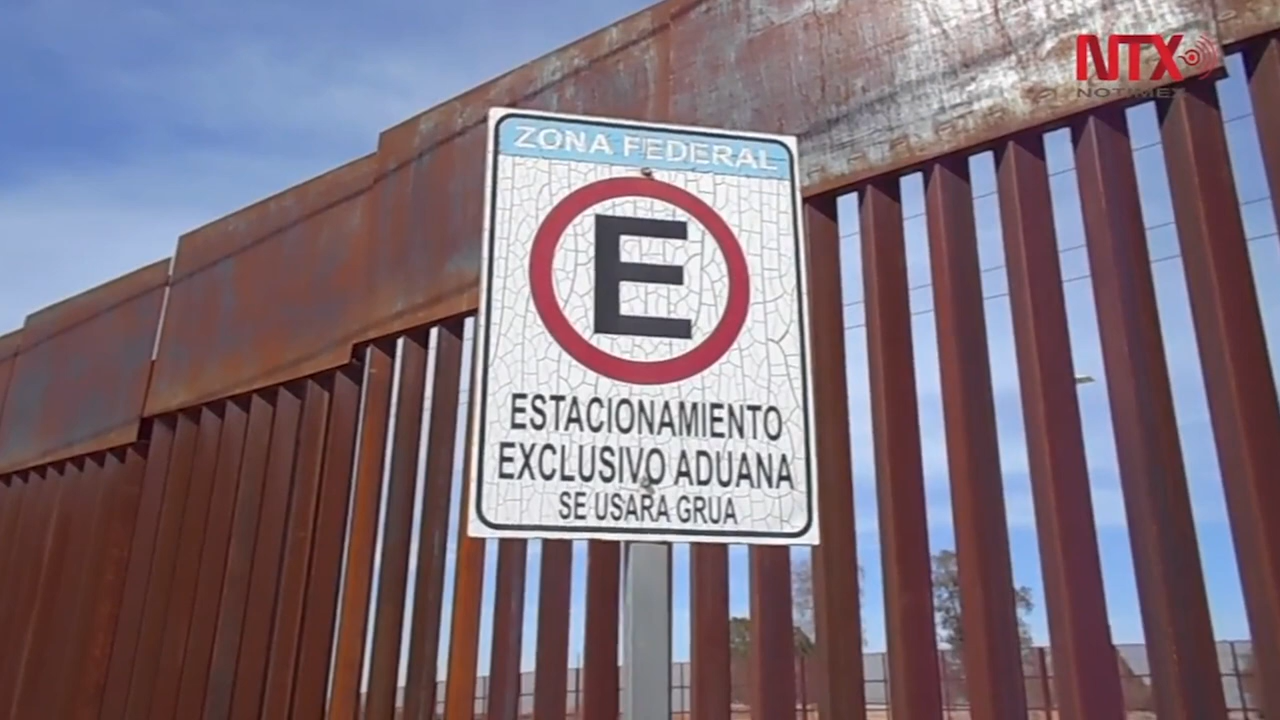 NTX
NOTIMEX
ZONA FEDERAL
E
ESTACIONAMIENTO
EXCLUSIVO ADUANA
SE USARA GRUA